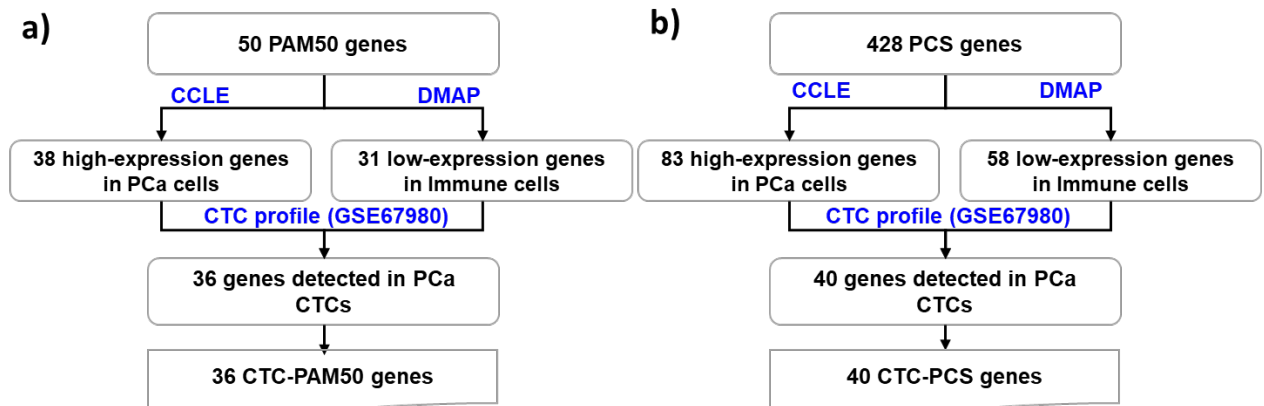 a)
50 PAM50 genes
CCLE
DMAP
38 high-expression genes
in PCa cells
31 low-expression genes
in Immune cells
CTC profile (GSE67980)
36 genes detected in PCa
CTCs
36 CTC-PAM50 genes
b)
428 PCS genes
CCLE
DMAP
83 high-expression genes
in PCa cells
58 low-expression genes
in Immune cells
CTC profile (GSE67980)
40 genes detected in PCa
CTCs
40 CTC-PCS genes